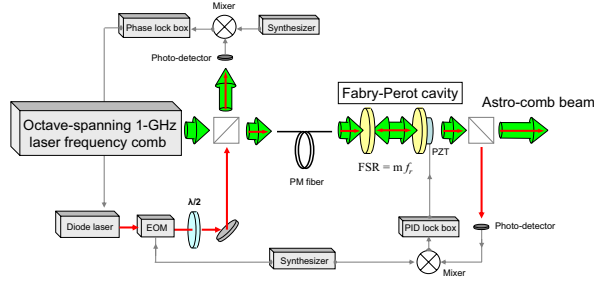 Mixer
Phase lock box
Synthesizer
Photo-detector
Fabry-Perot cavity
Astro-comb beam
Octave-spanning 1-GHz
laser frequency comb
PM fiber
FSR = m fr
PZT
λ/2
Diode laser
EOM
PID lock box
Photo-detector
Synthesizer
Mixer